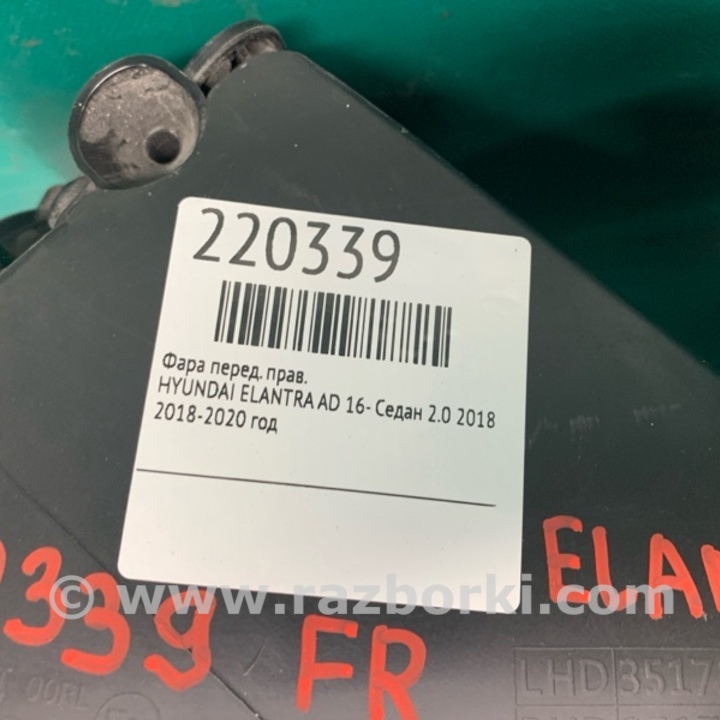 220339
Фара перед. прав.
HYUNDAI ELANTRA AD 16- Седан 2.0 2018
2018-2020 год
© www.razborki.com
339 FR
LHD 3517